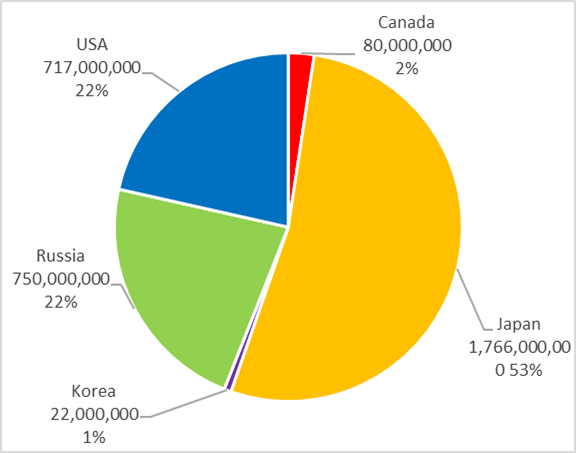 Canada
80,000,000
2%
USA
717,000,000
22%
Russia
750,000,000
22%
Japan
1,766,000,00
0 53%
Korea
22,000,000
1%